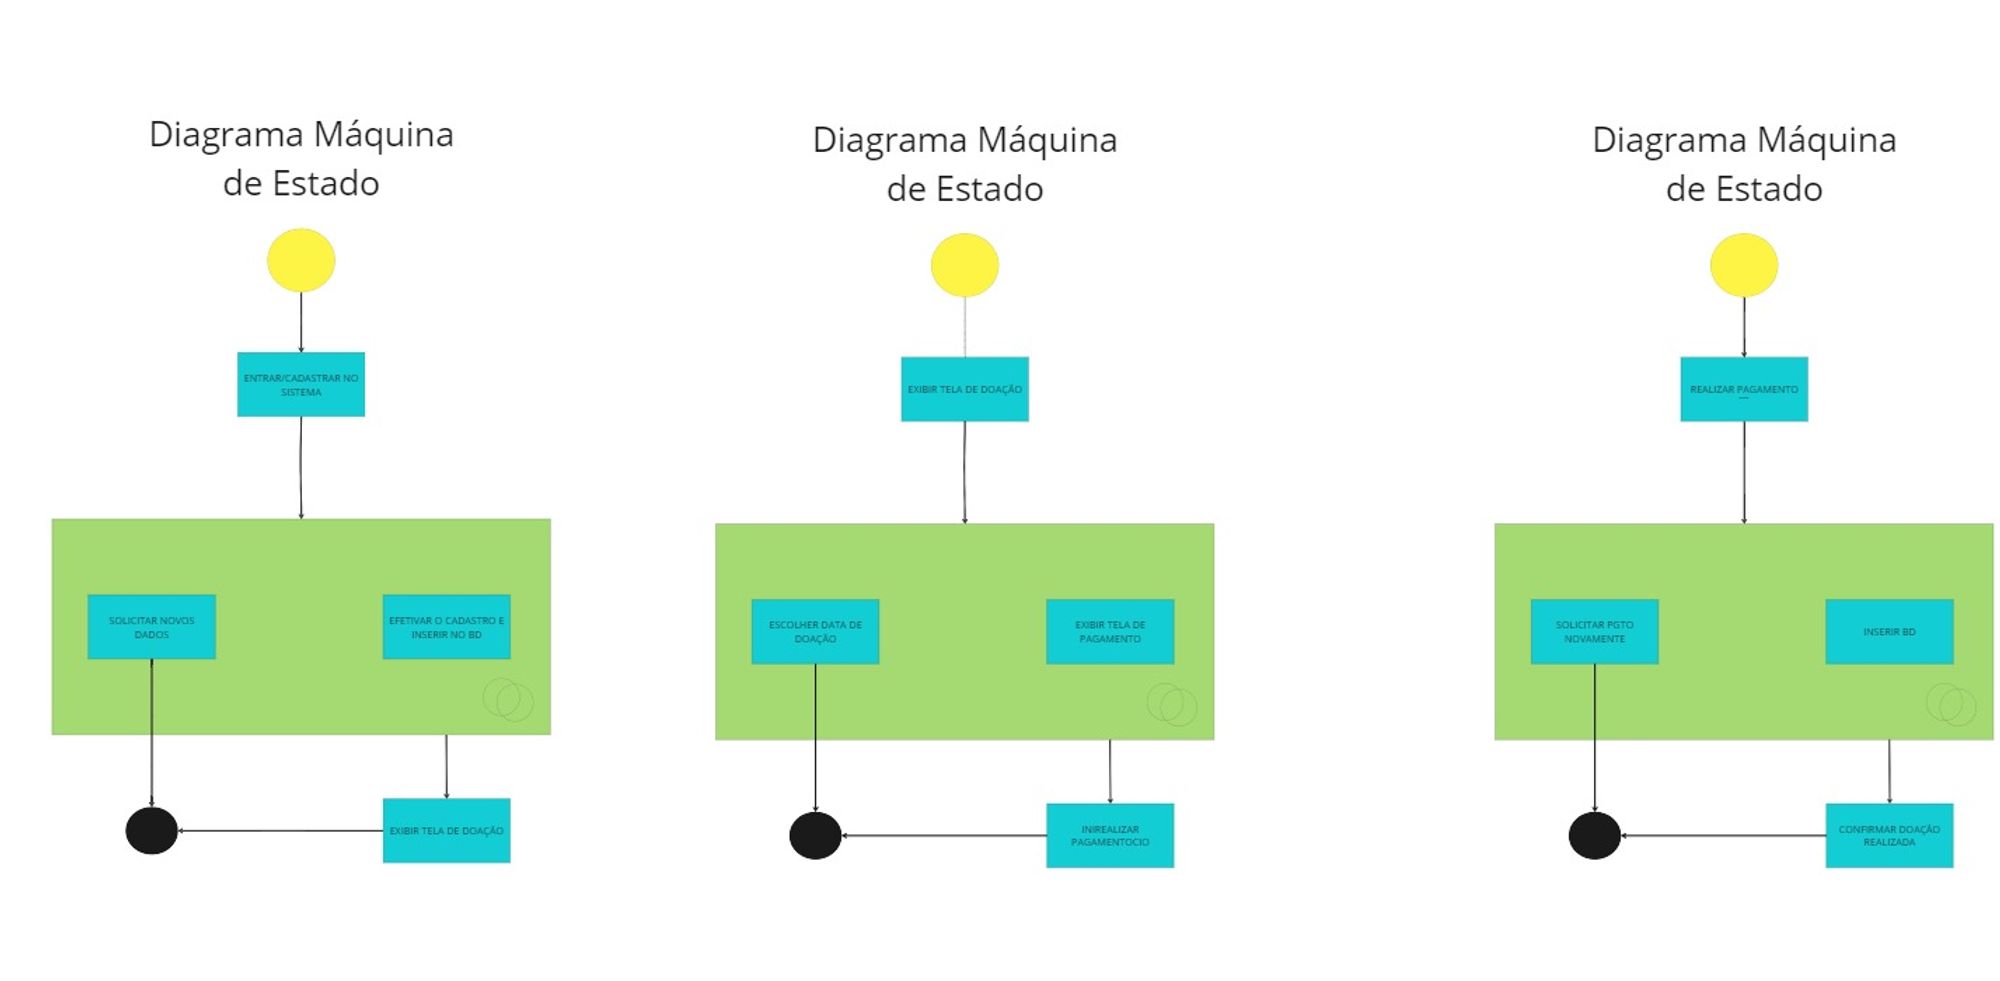 Diagrama Máquina
de Estado
ENTRAR/CADASTRAR NO
SISTEMA
SOLICITAR NOVOS
DADOS
EFETIVAR O CADASTRO E
INSERIR NO BD
EXIBIR TELA DE DOAÇÃO
Diagrama Máquina
de Estado
EXIBIR TELA DE DOAÇÃO
ESCOLHER DATA DE
DOAÇÃO
EXIBIR TELA DE
PAGAMENTO
INIREALIZAR
PAGAMENTOCIO
Diagrama Máquina
de Estado
REALIZAR PAGAMENTO
SOLICITAR PGTO
NOVAMENTE
INSERIR BD
CONFIRMAR DOAÇÃO
REALIZADA